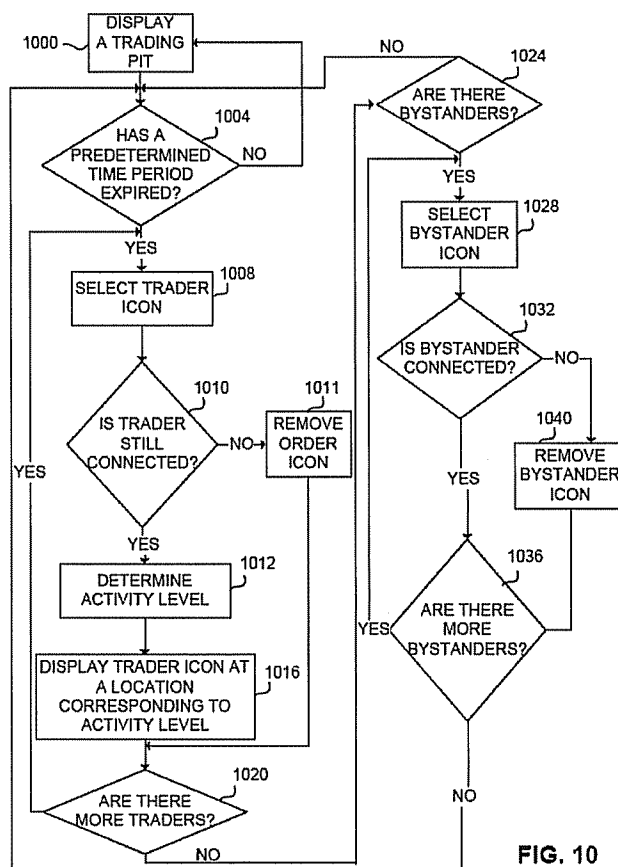 1000
DISPLAY
A TRADING
PIT
1004
HAS A
PREDETERMINED
TIME PERIOD
EXPIRED?
NO
YES
1008
SELECT TRADER
ICON
1010
IS TRADER
STILL
CONNECTED?
NO
1011
REMOVE
ORDER
ICON
YES
YES
1012
DETERMINE
ACTIVITY LEVEL
DISPLAY TRADER ICON AT
A LOCATION
CORRESPONDING TO
ACTIVITY LEVEL
1016
1020
ARE THERE
MORE TRADERS?
NO
NO
1024
ARE THERE
BYSTANDERS?
YES
SELECT
BYSTANDER
ICON
1028
1032
IS BYSTANDER
CONNECTED?
NO
1040
REMOVE
BYSTANDER
ICON
YES
1036
ARE THERE
MORE
BYSTANDERS?
YES
NO
FIG. 10